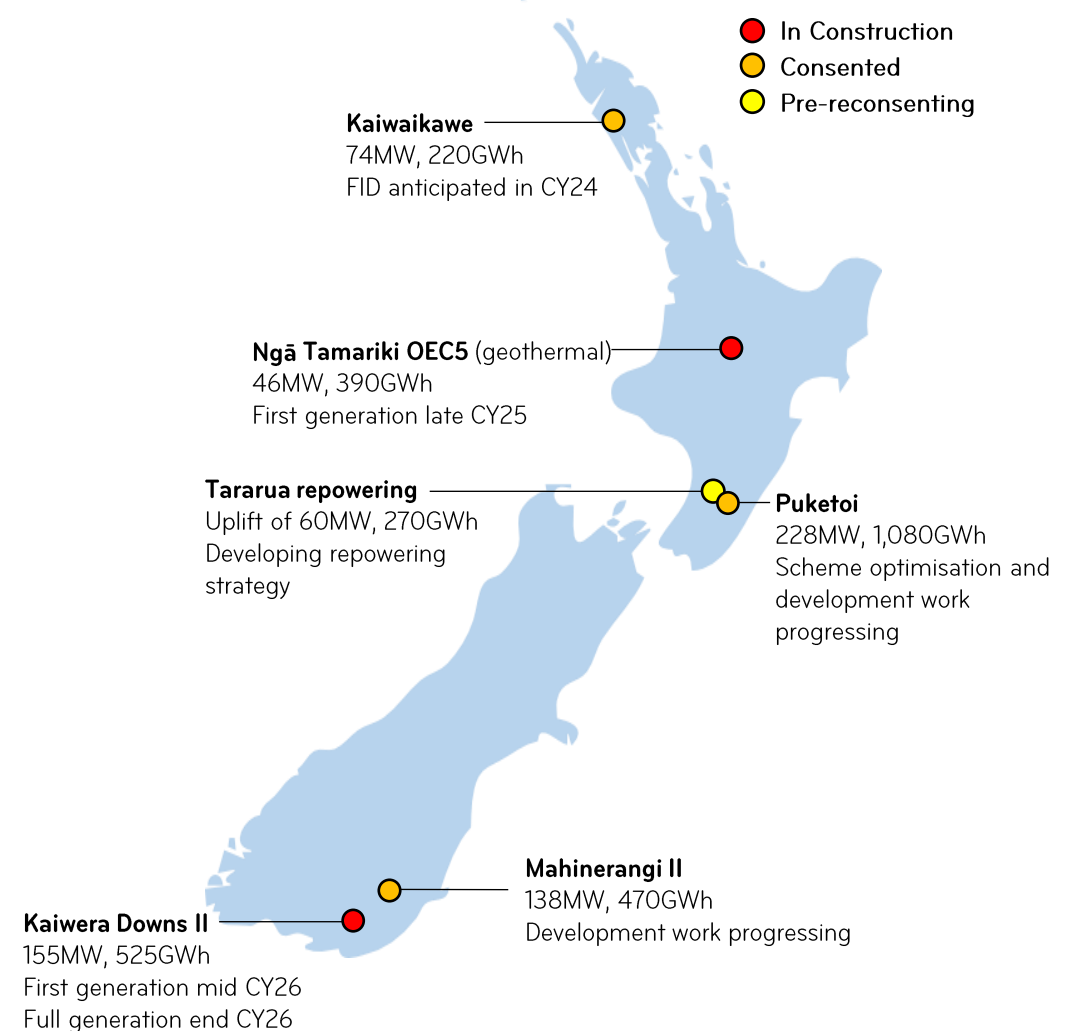 In Construction
Consented
Pre-reconsenting
Kaiwaikawe
74MW, 220GWh
FID anticipated in CY24
Ngā Tamariki OEC5 (geothermal)
46MW, 390GWh
First generation late CY25
Tararua repowering
Uplift of 60MW, 270GWh
Developing repowering
strategy
Puketoi
228MW, 1,080GWh
Scheme optimisation and
development work
progressing
Mahinerangi II
138MW, 470GWh
Development work progressing
Kaiwera Downs II
155MW, 525GWh
First generation mid CY26
Full generation end CY26